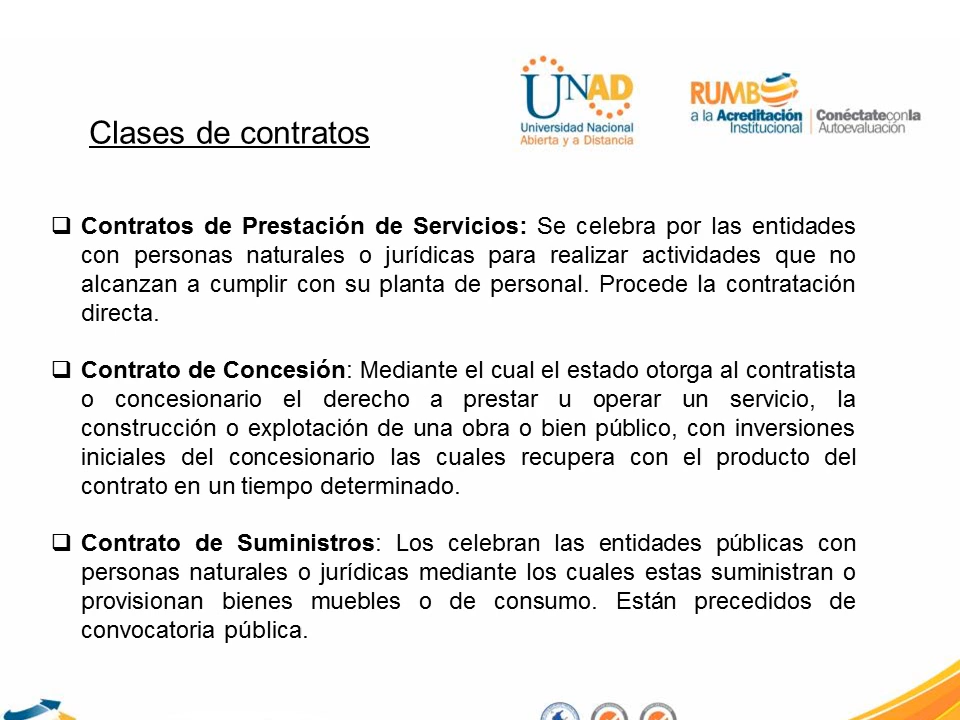 UNAD
Universidad Nacional
Abierta y a Distancia
RUMBO
a la Acreditación
Institucional
Conéctateconla
Autoevaluación
Clases de contratos
Contratos de Prestación de Servicios: Se celebra por las entidades
con personas naturales o jurídicas para realizar actividades que no
alcanzan a cumplir con su planta de personal. Procede la contratación
directa.
Contrato de Concesión: Mediante el cual el estado otorga al contratista
o concesionario el derecho a prestar u operar un servicio, la
construcción o explotación de una obra o bien público, con inversiones
iniciales del concesionario las cuales recupera con el producto del
contrato en un tiempo determinado.
Contrato de Suministros: Los celebran las entidades públicas con
personas naturales o jurídicas mediante los cuales estas suministran o
provisionan bienes muebles o de consumo. Están precedidos de
convocatoria pública.